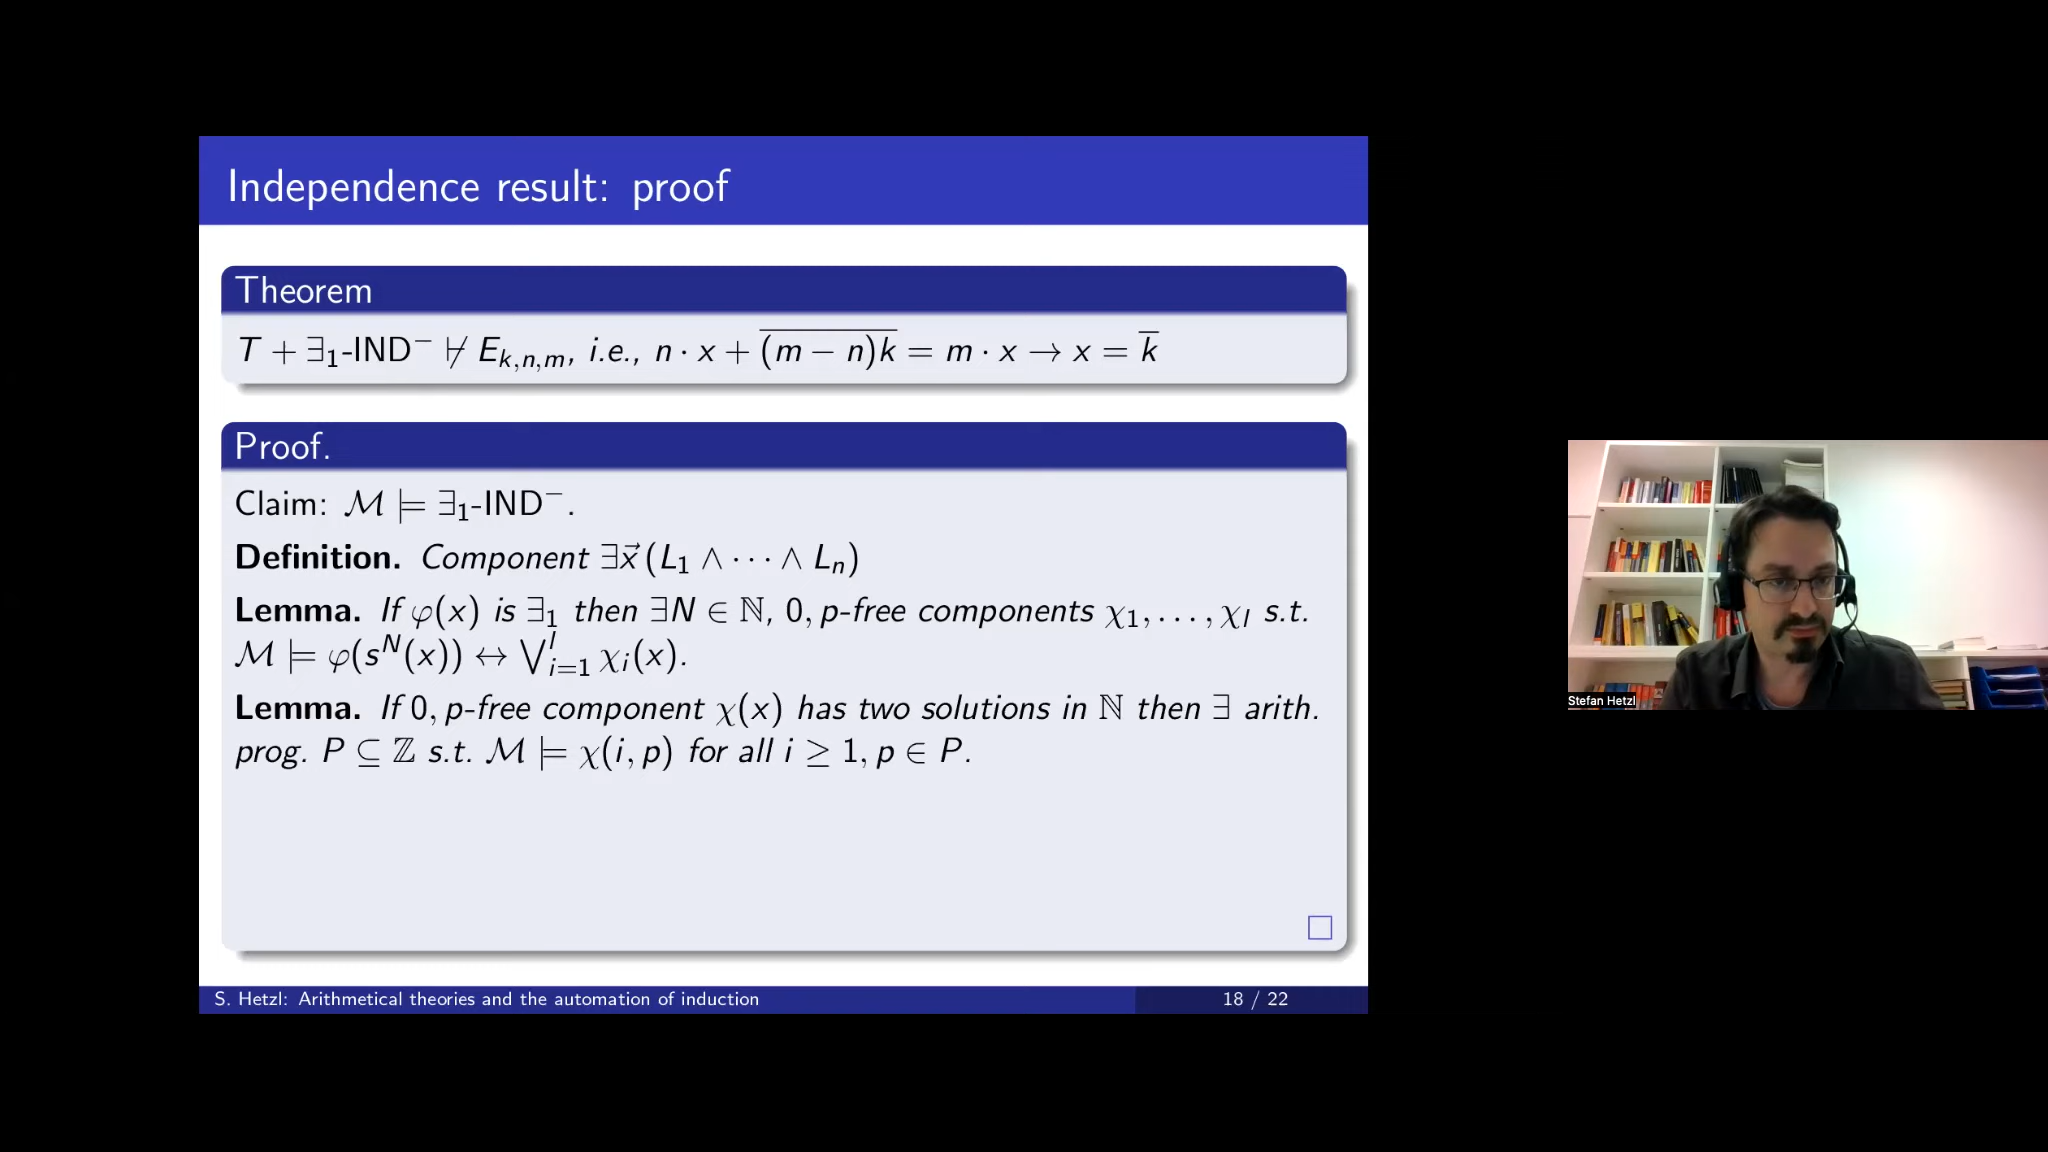 Independence result: proof
Theorem
T + ∃₁-IND⁻ ⊬ E_{k,n,m}, i.e., n · x + \overline{(m − n)k} = m · x → x = \overline{k}
Proof.
Claim: ℳ ⊨ ∃₁-IND⁻.
Definition. Component ∃x⃗ (L₁ ∧ ⋯ ∧ Lₙ)
Lemma. If φ(x) is ∃₁ then ∃N ∈ ℕ, 0, p-free components χ₁, . . . , χ_l s.t.
ℳ ⊨ φ(s^N(x)) ↔ ⋁_{i=1}^{l} χᵢ(x).
Lemma. If 0, p-free component χ(x) has two solutions in ℕ then ∃ arith.
prog. P ⊆ ℤ s.t. ℳ ⊨ χ(i, p) for all i ≥ 1, p ∈ P.
S. Hetzl: Arithmetical theories and the automation of induction
18 / 22
Stefan Hetzl